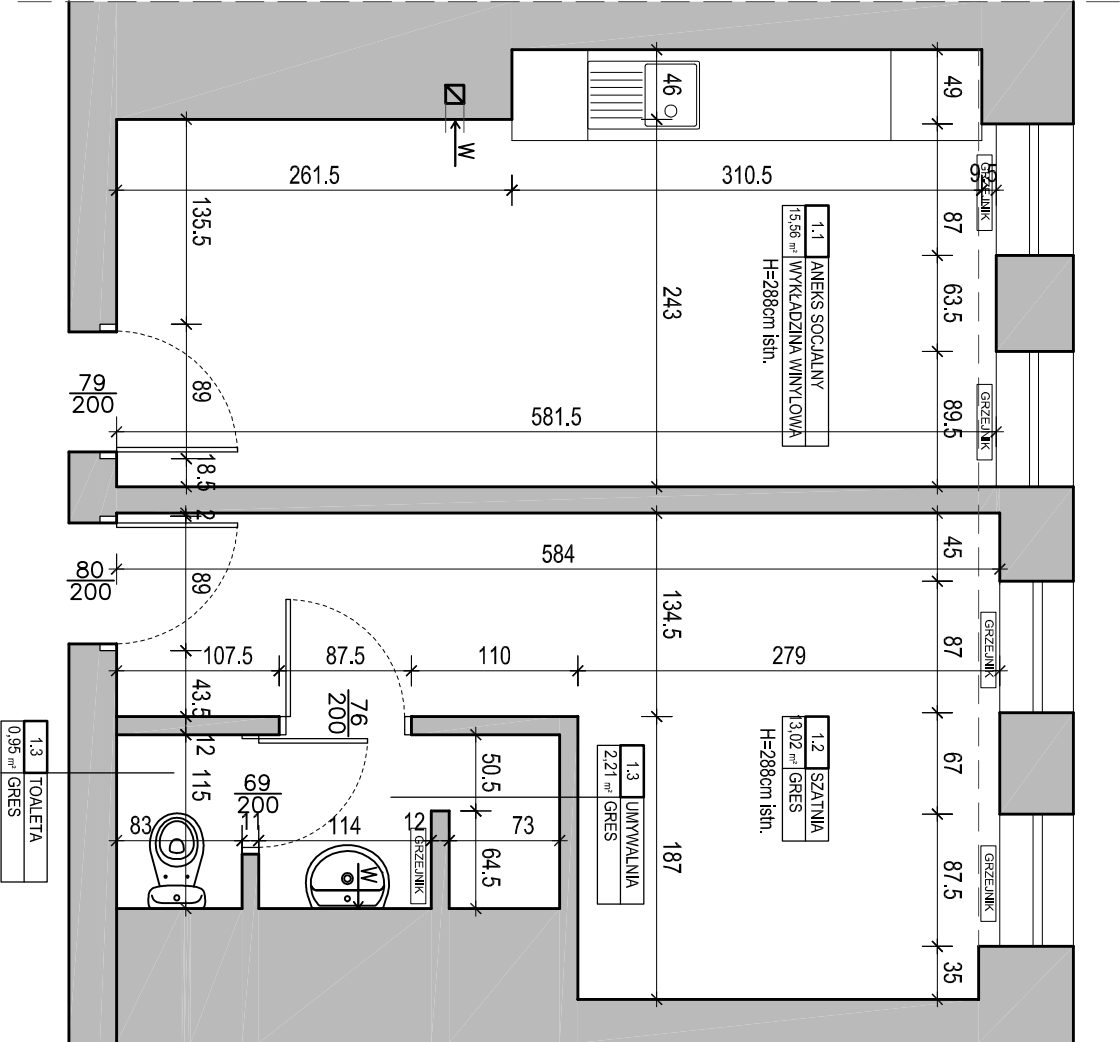 46
49
W
261.5
310.5
9.5
GRZEJNIK
135.5
87
1.1 ANEKS SOCJALNY
15,56 m² WYKŁADZINA WINYLOWA
H=288cm istn.
243
63.5
79
200
89
581.5
89.5
GRZEJNIK
18.5
2
45
584
80
200
89
134.5
87
GRZEJNIK
107.5
87.5
110
279
43.5
76
200
12
115
1.2 SZATNIA
13,02 m² GRES
H=288cm istn.
67
50.5
1.3 UMYWALNIA
2,21 m² GRES
69
200
1.3 TOALETA
0,95 m² GRES
83
11
114
12
73
GRZEJNIK
64.5
W
187
87.5
GRZEJNIK
35